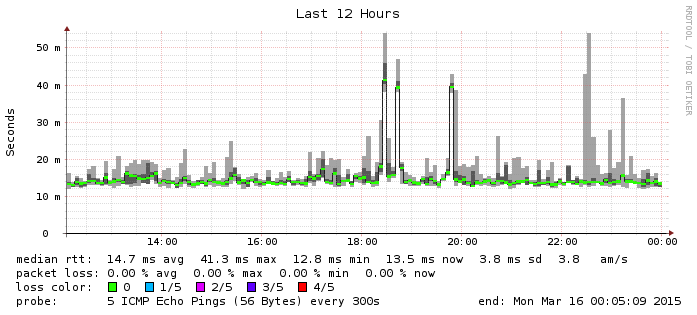 Last 12 Hours
RRDTOOL / TOBI OETIKER
Seconds
50 m
40 m
30 m
20 m
10 m
0
14:00 16:00 18:00 20:00 22:00 00:00
median rtt: 14.7 ms avg 41.3 ms max 12.8 ms min 13.5 ms now 3.8 ms sd 3.8 am/s
packet loss: 0.00 % avg 0.00 % max 0.00 % min 0.00 % now
loss color: 0 1/5 2/5 3/5 4/5
probe: 5 ICMP Echo Pings (56 Bytes) every 300s end: Mon Mar 16 00:05:09 2015